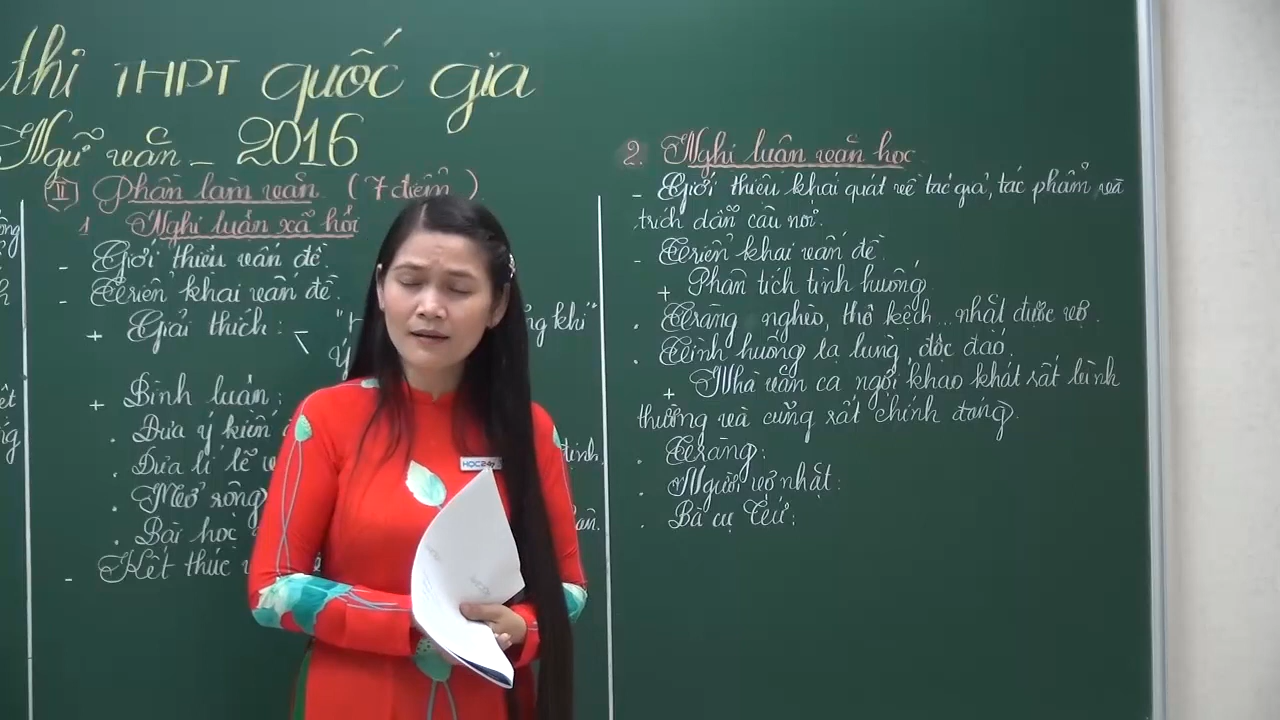 thi THPT quốc gia
Ngữ văn - 2016
II Phần làm văn (7 điểm)
1 Nghị luận xã hội
- Giới thiệu vấn đề.
- Triển khai vấn đề.
+ Giải thích:
Ý
ng khí"
+ Bình luận:
. Đưa ý kiến
. Đưa lí lẽ
. Mở rộng
. Bài học
- Kết thúc
2. Nghị luận văn học
- Giới thiệu khái quát về tác giả, tác phẩm và
trích dẫn câu nói.
- Triển khai vấn đề.
+ Phân tích tình huống.
. Tràng nghèo, thô kệch... nhặt được vợ.
. Tình huống lạ lùng, độc đáo.
+ Nhà văn ca ngợi khao khát rất bình
thường và cũng rất chính đáng.
. Tràng:
. Người vợ nhặt:
. Bà cụ Tứ:
HỌC247